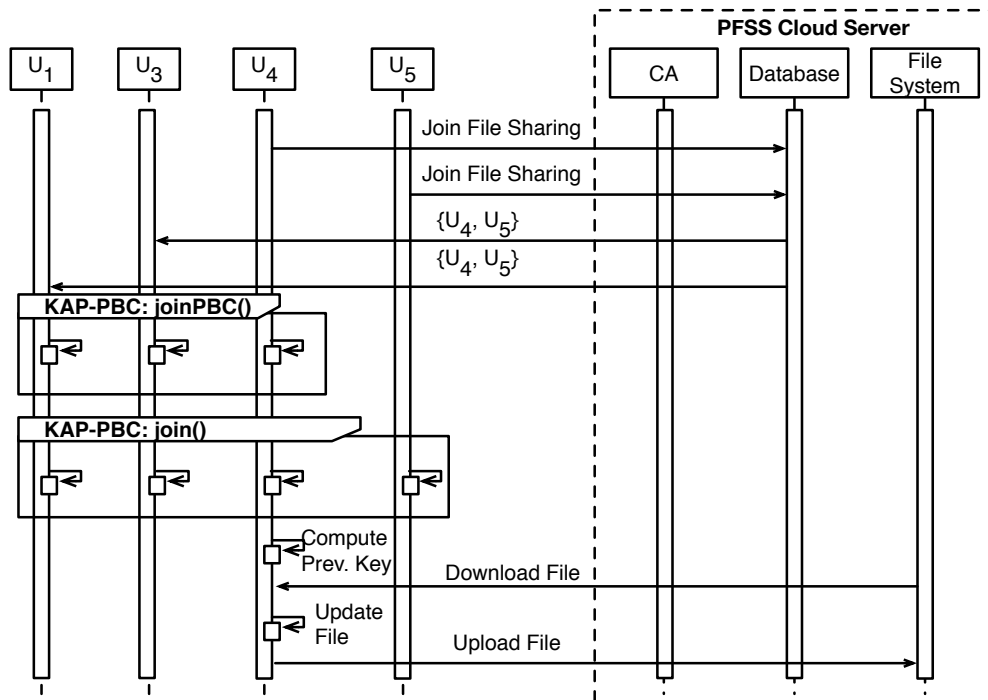 PFSS Cloud Server
U1 U3 U4 U5 CA Database File System
Join File Sharing
Join File Sharing
{U4, U5}
{U4, U5}
KAP-PBC: joinPBC()
KAP-PBC: join()
Compute
Prev. Key
Download File
Update
File
Upload File